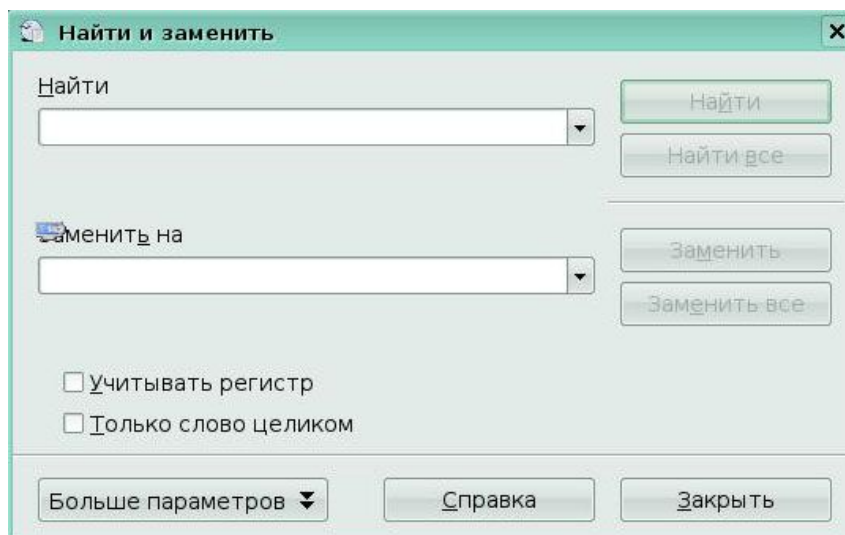 Найти и заменить
Найти
Найти
Найти все
Заменить на
Заменить
Заменить все
Учитывать регистр
Только слово целиком
Больше параметров
Справка
Закрыть